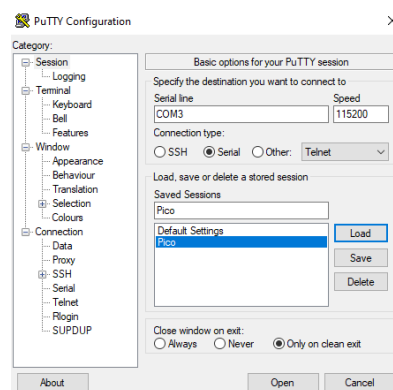 PuTTY Configuration
Category:
Session
Logging
Terminal
Keyboard
Bell
Features
Window
Appearance
Behaviour
Translation
Selection
Colours
Connection
Data
Proxy
SSH
Serial
Telnet
Rlogin
SUPDUP
Basic options for your PuTTY session
Specify the destination you want to connect to
Serial line Speed
COM3 115200
Connection type:
SSH Serial Other: Telnet
Load, save or delete a stored session
Saved Sessions
Pico
Default Settings Load
Pico
Save
Delete
Close window on exit:
Always Never Only on clean exit
About Open Cancel